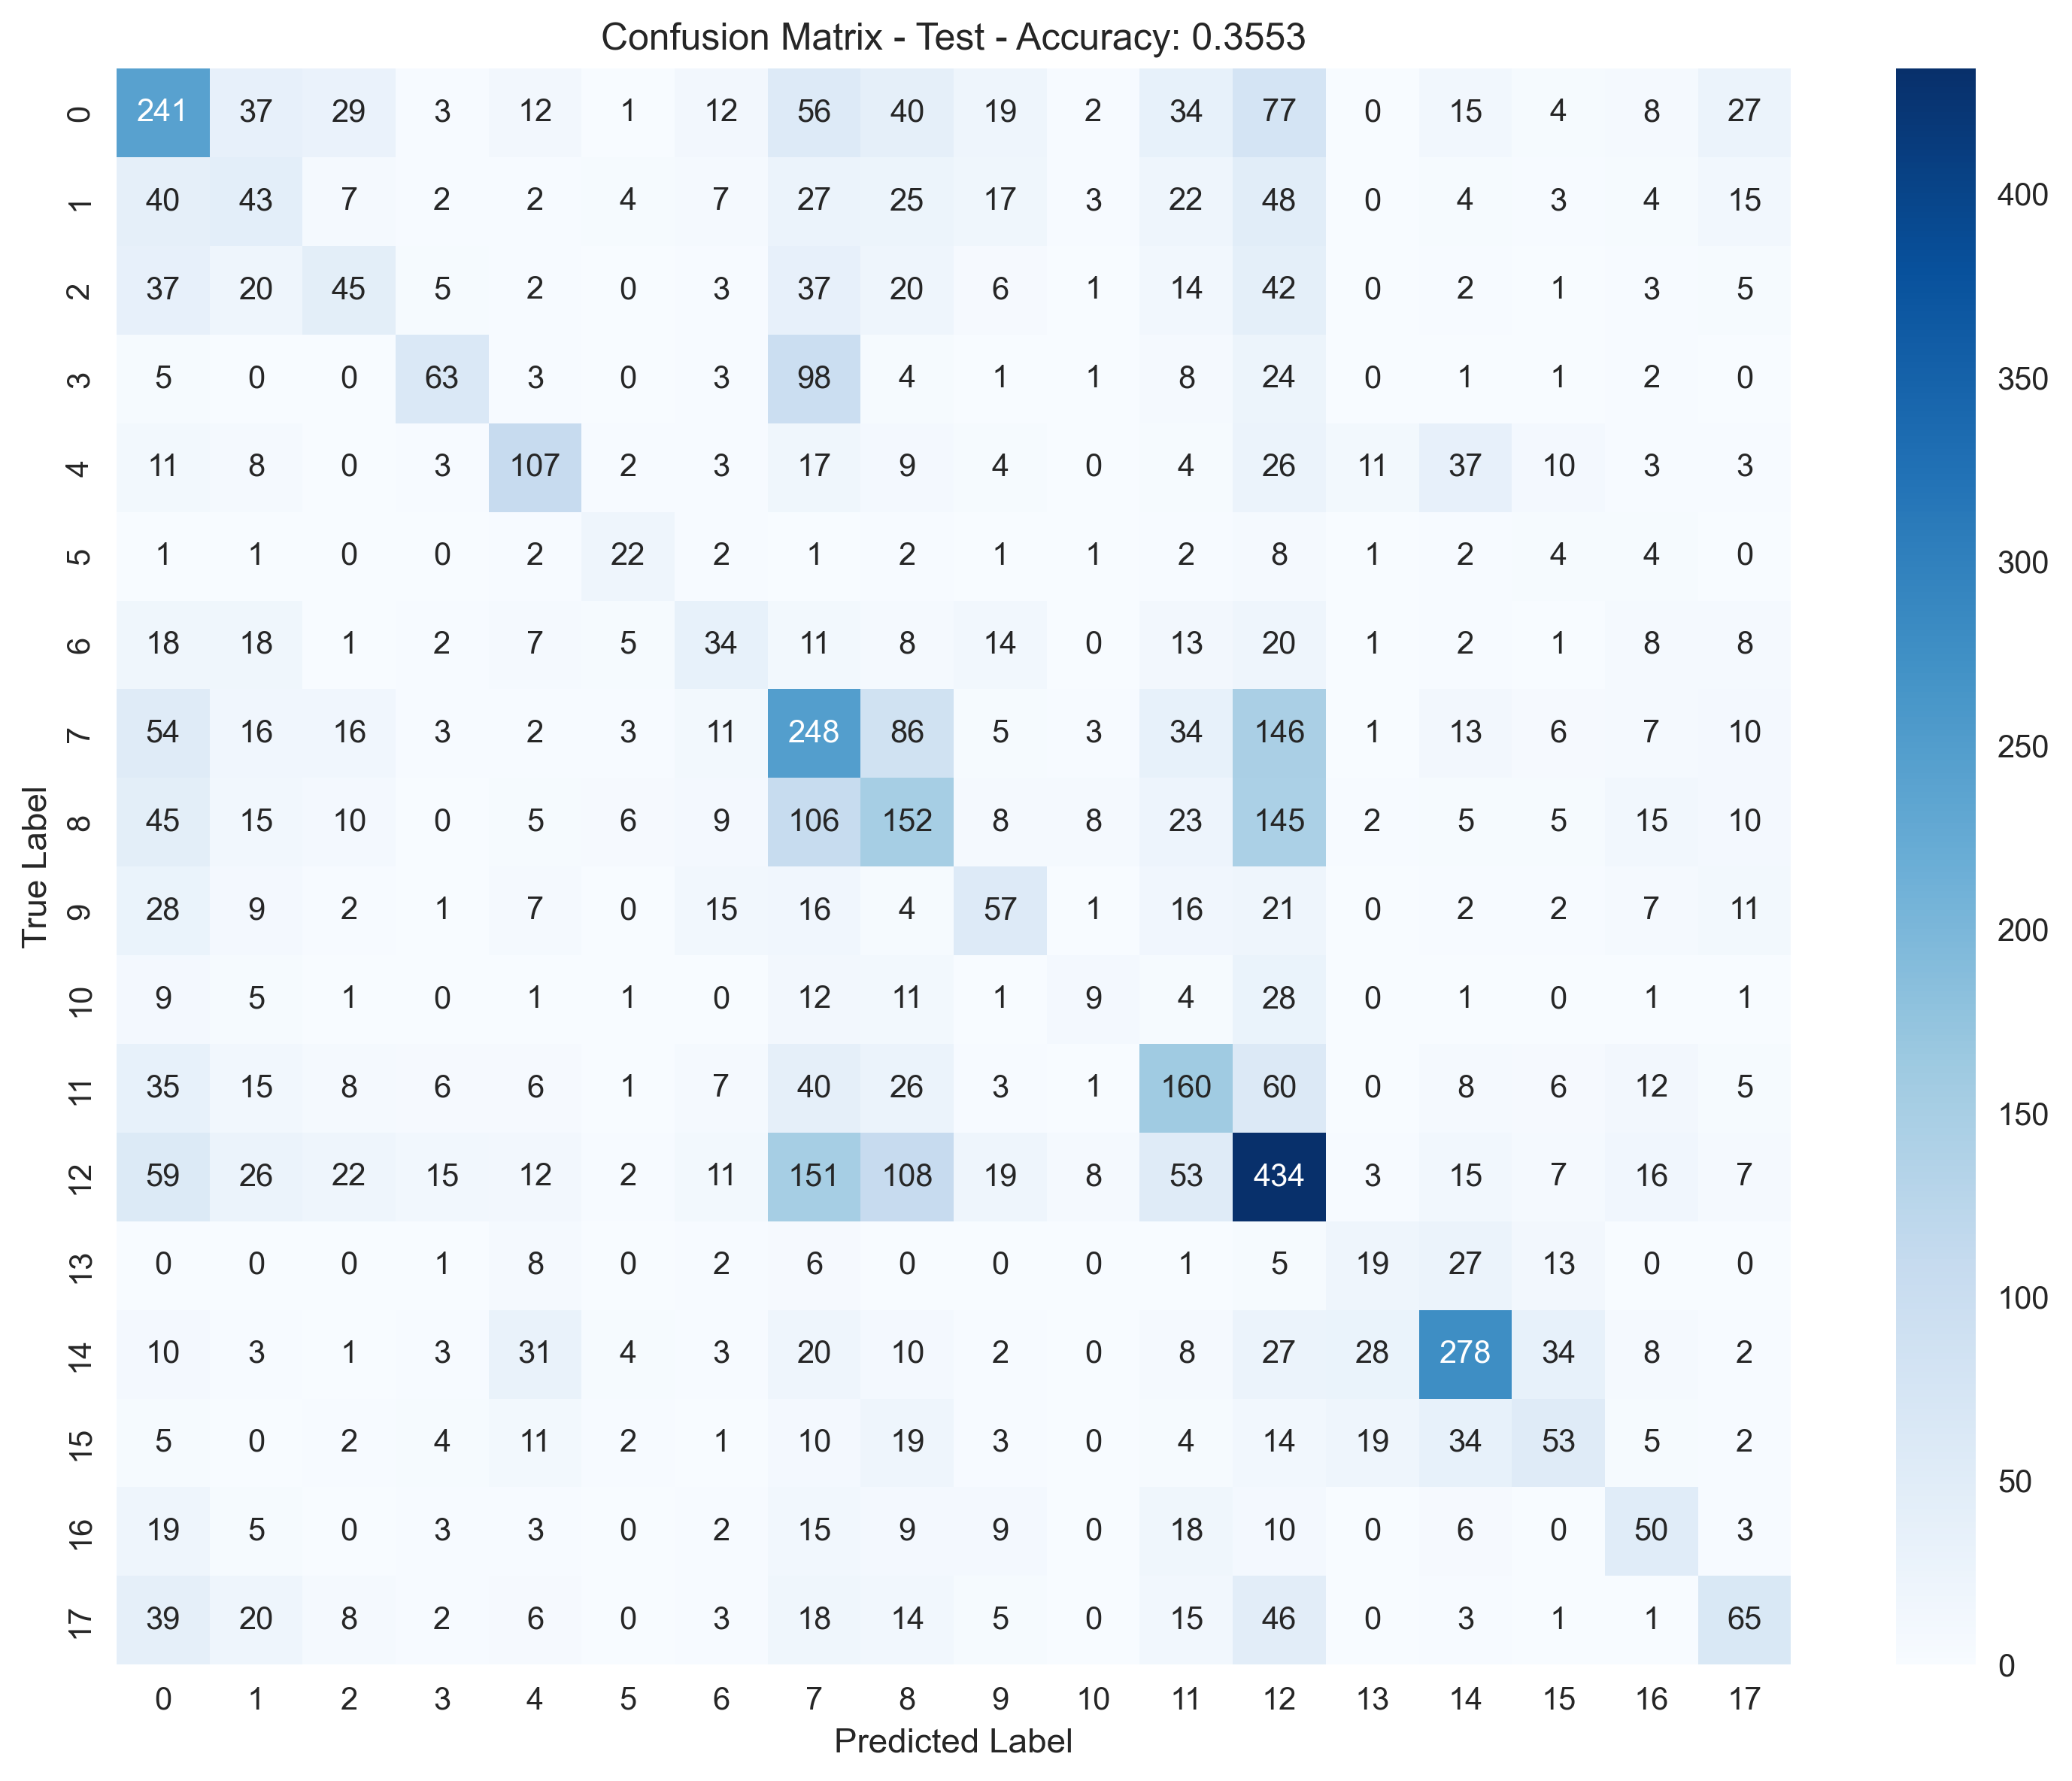 Confusion Matrix - Test - Accuracy: 0.3553
0 241 37 29 3 12 1 12 56 40 19 2 34 77 0 15 4 8 27
1 40 43 7 2 2 4 7 27 25 17 3 22 48 0 4 3 4 15
2 37 20 45 5 2 0 3 37 20 6 1 14 42 0 2 1 3 5
3 5 0 0 63 3 0 3 98 4 1 1 8 24 0 1 1 2 0
4 11 8 0 3 107 2 3 17 9 4 0 4 26 11 37 10 3 3
5 1 1 0 0 2 22 2 1 2 1 1 2 8 1 2 4 4 0
6 18 18 1 2 7 5 34 11 8 14 0 13 20 1 2 1 8 8
7 54 16 16 3 2 3 11 248 86 5 3 34 146 1 13 6 7 10
8 45 15 10 0 5 6 9 106 152 8 8 23 145 2 5 5 15 10
9 28 9 2 1 7 0 15 16 4 57 1 16 21 0 2 2 7 11
10 9 5 1 0 1 1 0 12 11 1 9 4 28 0 1 0 1 1
11 35 15 8 6 6 1 7 40 26 3 1 160 60 0 8 6 12 5
12 59 26 22 15 12 2 11 151 108 19 8 53 434 3 15 7 16 7
13 0 0 0 1 8 0 2 6 0 0 0 1 5 19 27 13 0 0
14 10 3 1 3 31 4 3 20 10 2 0 8 27 28 278 34 8 2
15 5 0 2 4 11 2 1 10 19 3 0 4 14 19 34 53 5 2
16 19 5 0 3 3 0 2 15 9 9 0 18 10 0 6 0 50 3
17 39 20 8 2 6 0 3 18 14 5 0 15 46 0 3 1 1 65
0 1 2 3 4 5 6 7 8 9 10 11 12 13 14 15 16 17
Predicted Label
True Label
400
350
300
250
200
150
100
50
0